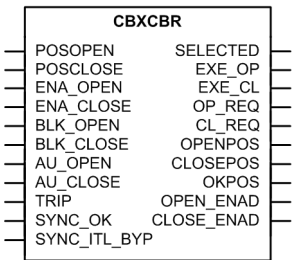 CBXCBR
POSOPEN SELECTED
POSCLOSE EXE_OP
ENA_OPEN EXE_CL
ENA_CLOSE OP_REQ
BLK_OPEN CL_REQ
BLK_CLOSE OPENPOS
AU_OPEN CLOSEPOS
AU_CLOSE OKPOS
TRIP OPEN_ENAD
SYNC_OK CLOSE_ENAD
SYNC_ITL_BYP